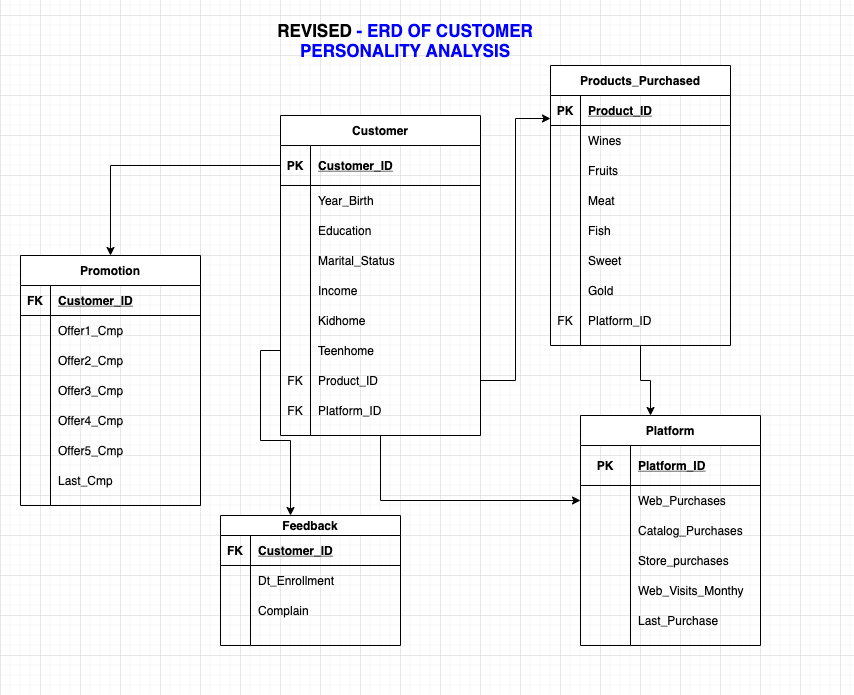 REVISED - ERD OF CUSTOMER
PERSONALITY ANALYSIS
Products_Purchased
PK Product_ID
Wines
Fruits
Meat
Fish
Sweet
Gold
FK Platform_ID
Customer
PK Customer_ID
Year_Birth
Education
Marital_Status
Income
Kidhome
Teenhome
FK Product_ID
FK Platform_ID
Promotion
FK Customer_ID
Offer1_Cmp
Offer2_Cmp
Offer3_Cmp
Offer4_Cmp
Offer5_Cmp
Last_Cmp
Platform
PK Platform_ID
Web_Purchases
Catalog_Purchases
Store_purchases
Web_Visits_Monthy
Last_Purchase
Feedback
FK Customer_ID
Dt_Enrollment
Complain